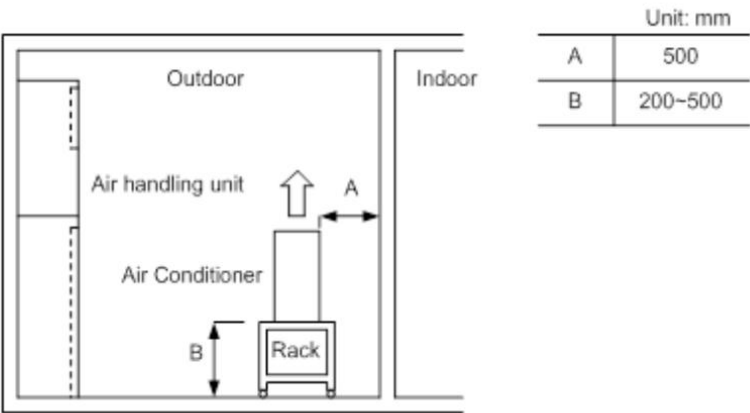 Unit: mm
A 500
B 200~500
Outdoor
Indoor
Air handling unit
A
Air Conditioner
B
Rack